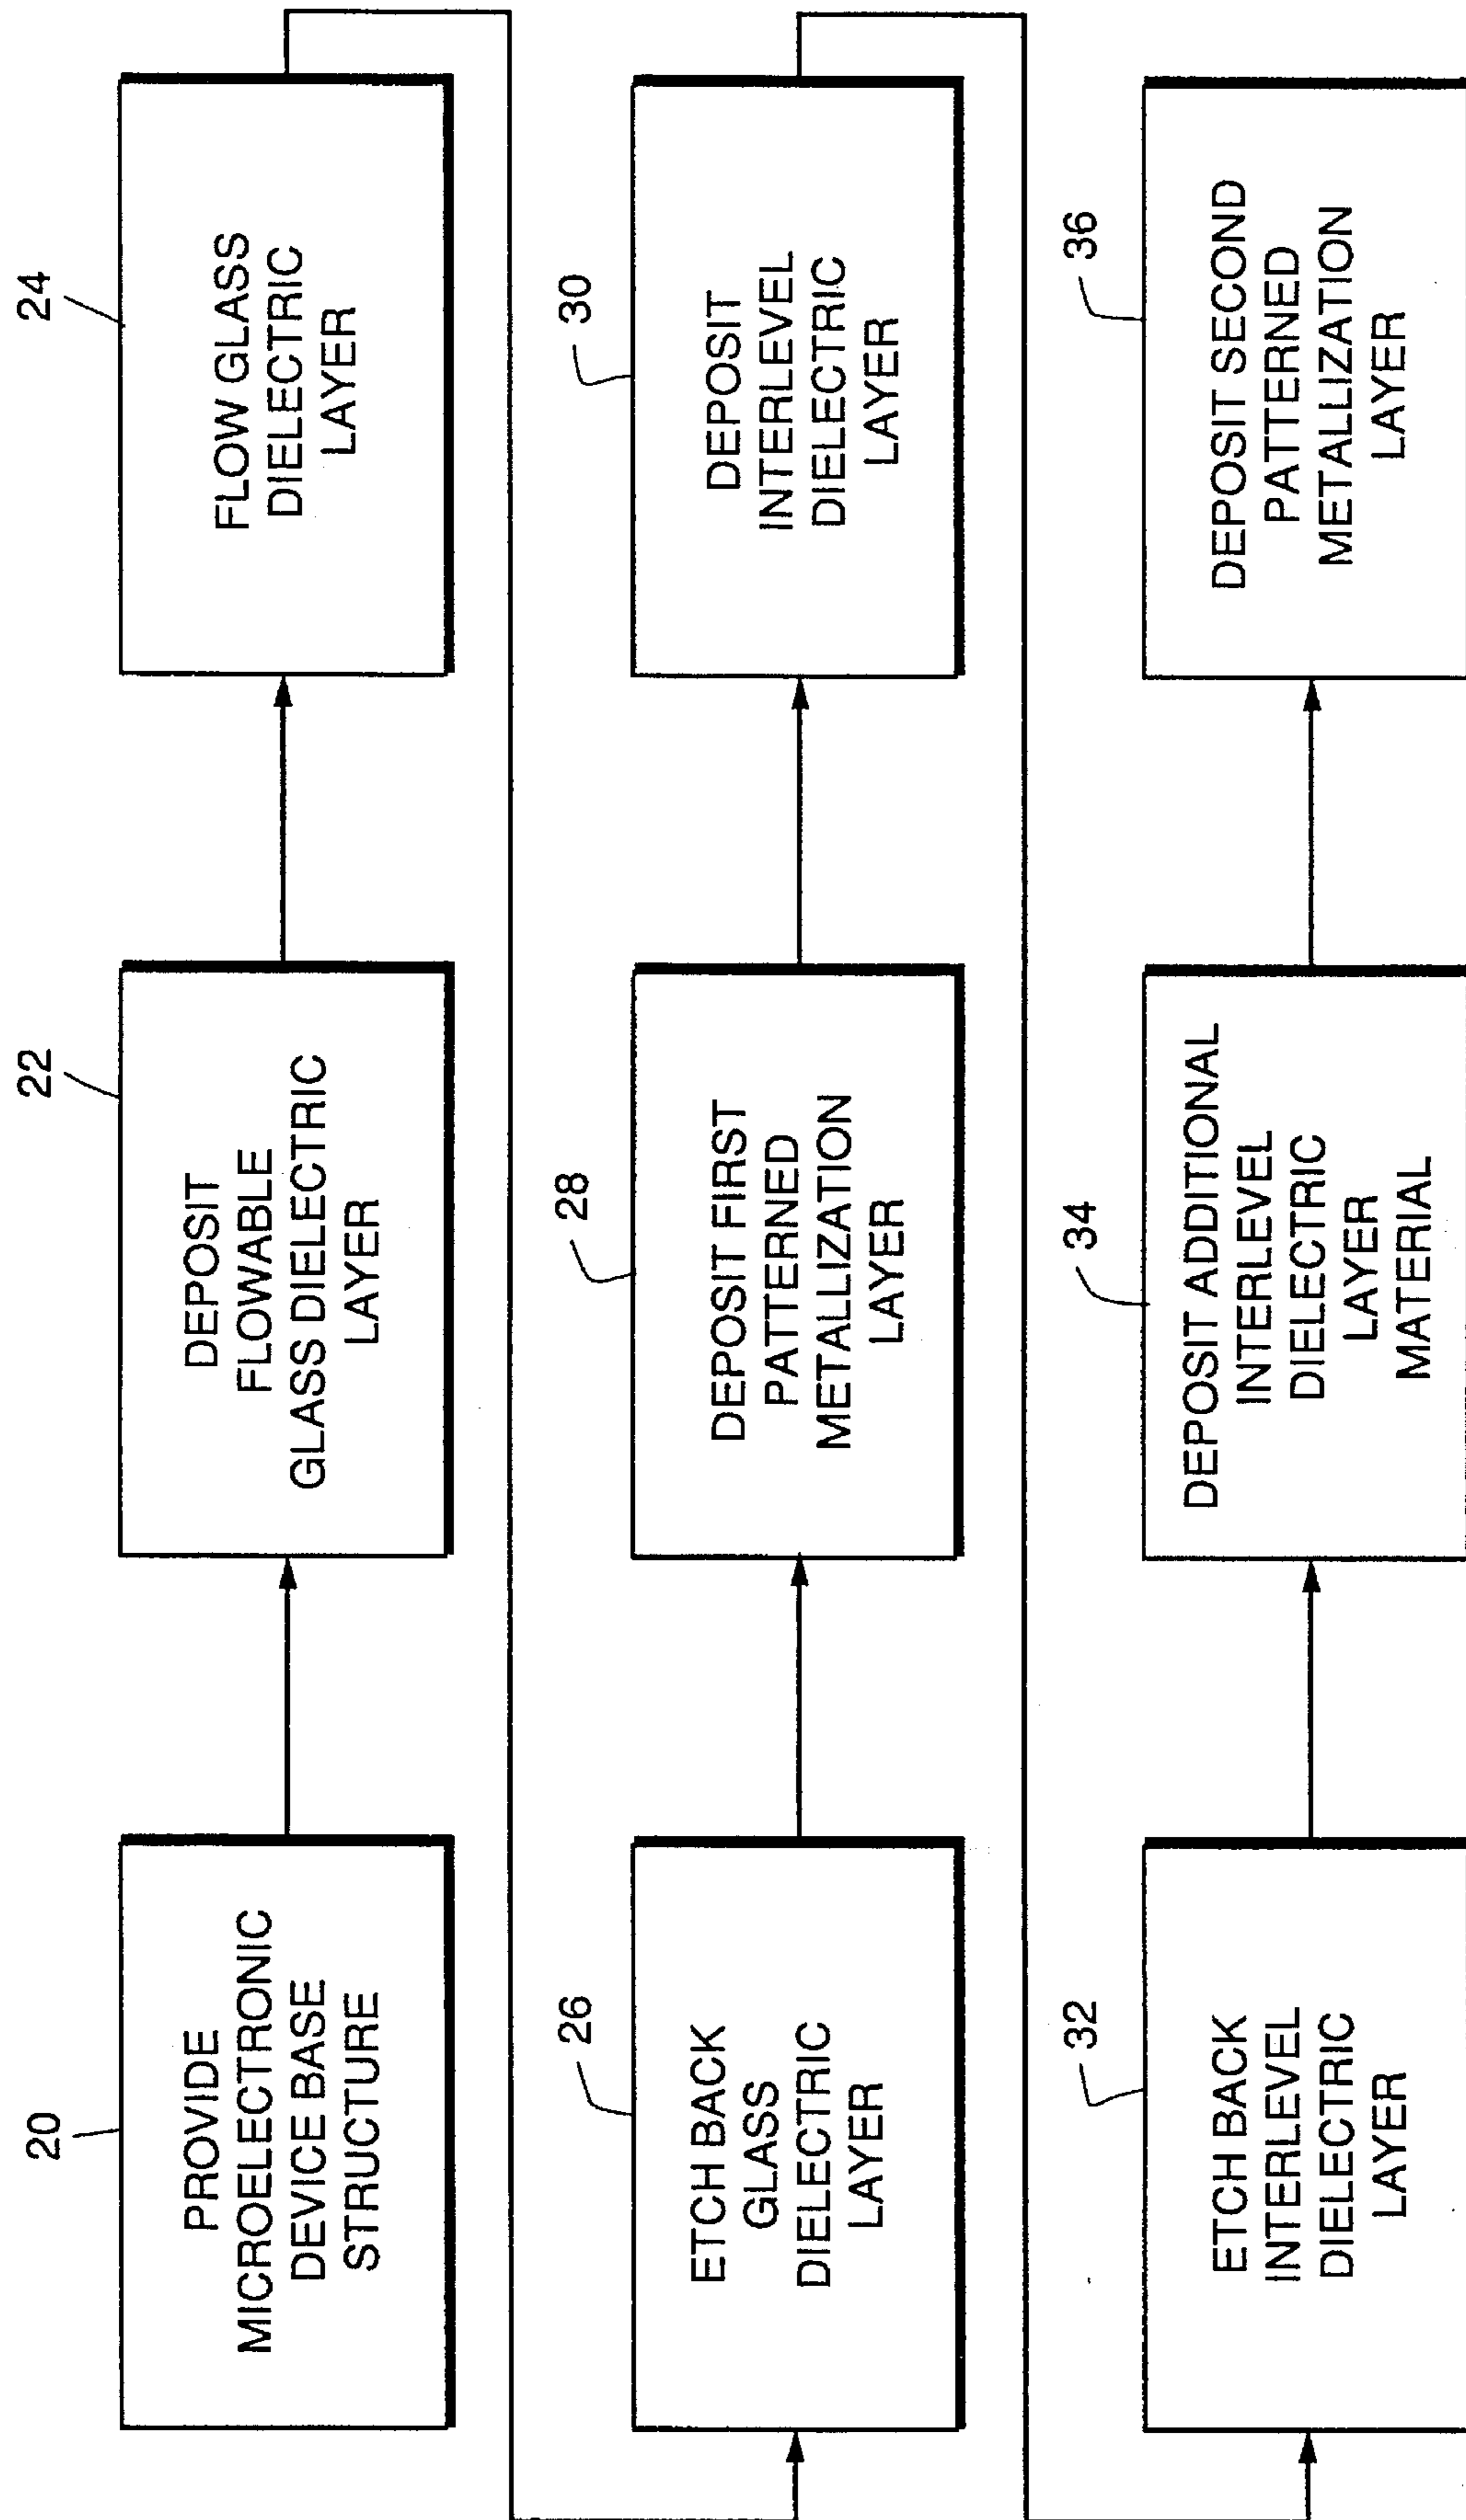 20
PROVIDE
MICROELECTRONIC
DEVICE BASE
STRUCTURE
22
DEPOSIT
FLOWABLE
GLASS DIELECTRIC
LAYER
24
FLOW GLASS
DIELECTRIC
LAYER
26
ETCH BACK
GLASS
DIELECTRIC
LAYER
28
DEPOSIT FIRST
PATTERNED
METALLIZATION
LAYER
30
DEPOSIT
INTERLEVEL
DIELECTRIC
LAYER
32
ETCH BACK
INTERLEVEL
DIELECTRIC
LAYER
34
DEPOSIT ADDITIONAL
INTERLEVEL
DIELECTRIC
LAYER
MATERIAL
36
DEPOSIT SECOND
PATTERNED
METALLIZATION
LAYER